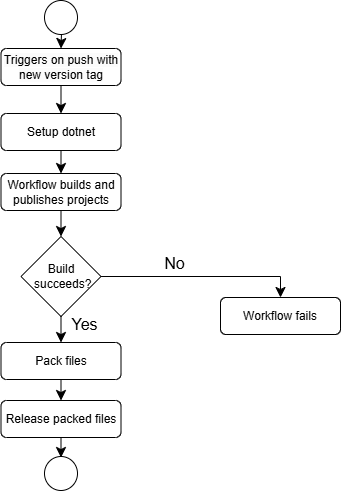 Triggers on push with
new version tag
Setup dotnet
Workflow builds and
publishes projects
Build
succeeds?
No
Workflow fails
Yes
Pack files
Release packed files